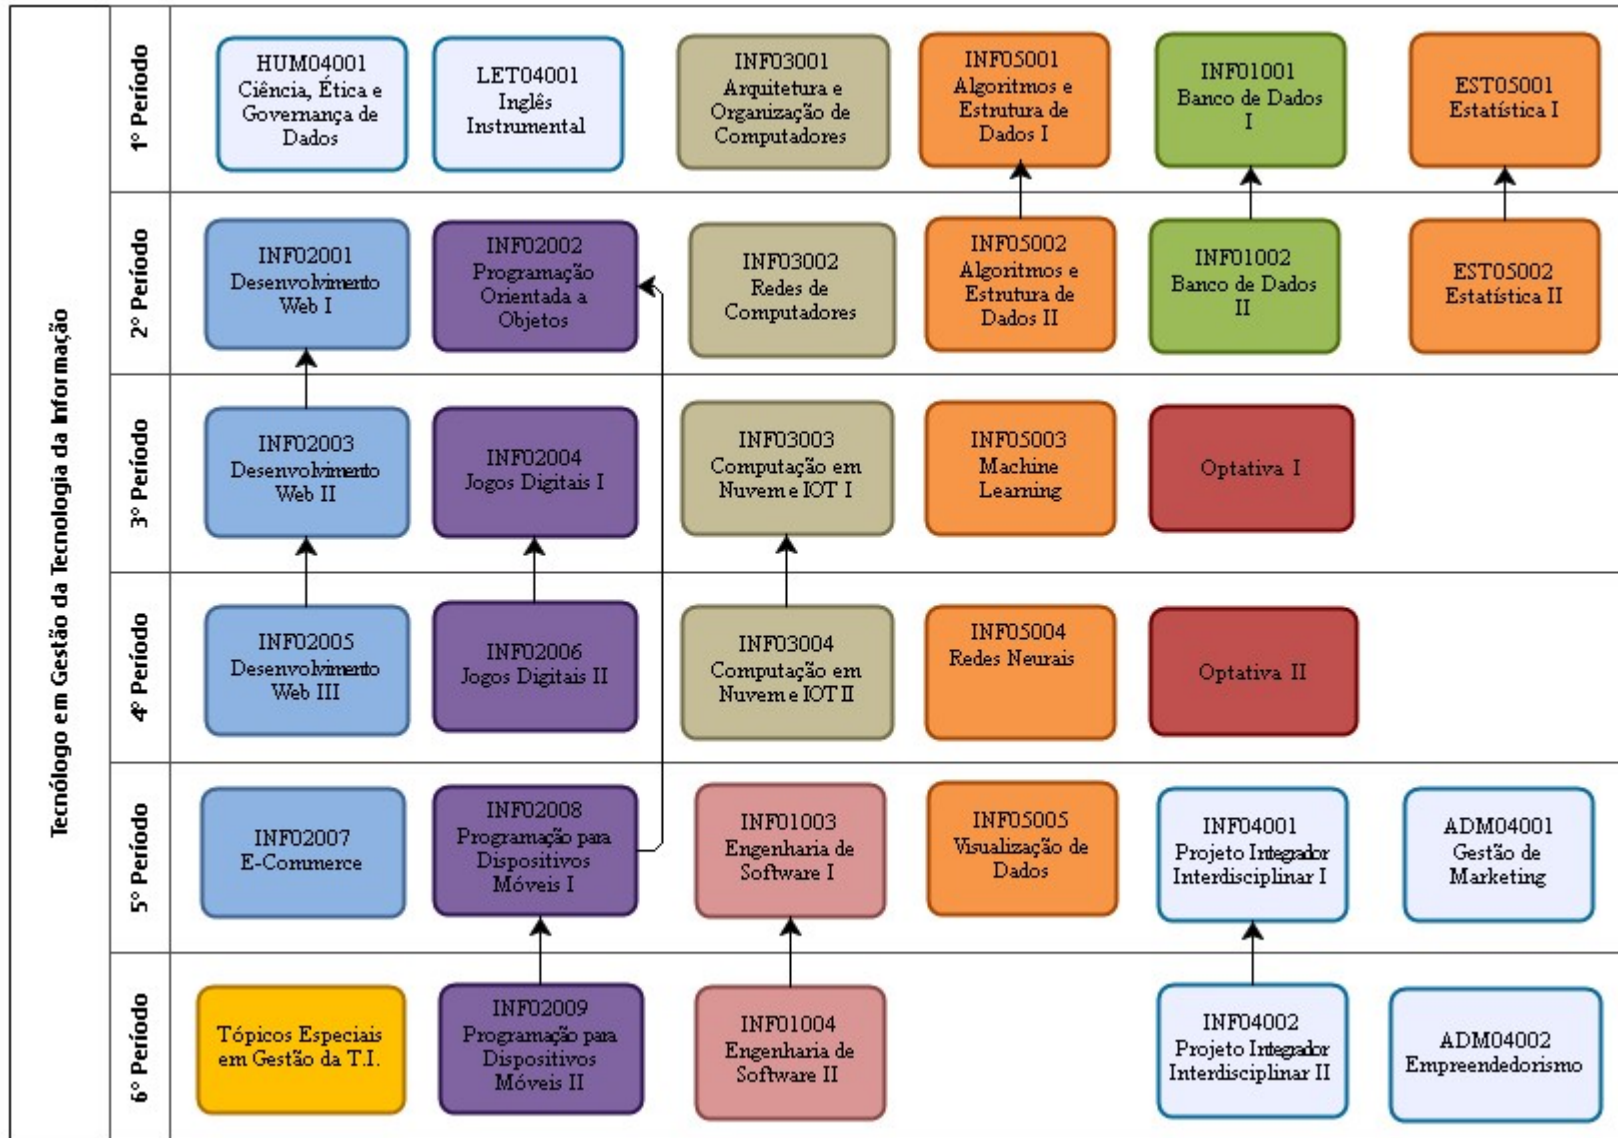 Tecnólogo em Gestão da Tecnologia da Informação
1º Período
HUM04001
Ciência, Ética e
Governança de
Dados
LET04001
Inglês
Instrumental
INF03001
Arquitetura e
Organização de
Computadores
INF05001
Algoritmos e
Estrutura de
Dados I
INF01001
Banco de Dados
I
EST05001
Estatística I
2º Período
INF02001
Desenvolvimento
Web I
INF02002
Programação
Orientada a
Objetos
INF03002
Redes de
Computadores
INF05002
Algoritmos e
Estrutura de
Dados II
INF01002
Banco de Dados
II
EST05002
Estatística II
3º Período
INF02003
Desenvolvimento
Web II
INF02004
Jogos Digitais I
INF03003
Computação em
Nuvem e IOT I
INF05003
Machine
Learning
Optativa I
4º Período
INF02005
Desenvolvimento
Web III
INF02006
Jogos Digitais II
INF03004
Computação em
Nuvem e IOT II
INF05004
Redes Neurais
Optativa II
5º Período
INF02007
E-Commerce
INF02008
Programação para
Dispositivos
Móveis I
INF01003
Engenharia de
Software I
INF05005
Visualização de
Dados
INF04001
Projeto Integrador
Interdisciplinar I
ADM04001
Gestão de
Marketing
6º Período
Tópicos Especiais
em Gestão da T.I.
INF02009
Programação para
Dispositivos
Móveis II
INF01004
Engenharia de
Software II
INF04002
Projeto Integrador
Interdisciplinar II
ADM04002
Empreendedorismo